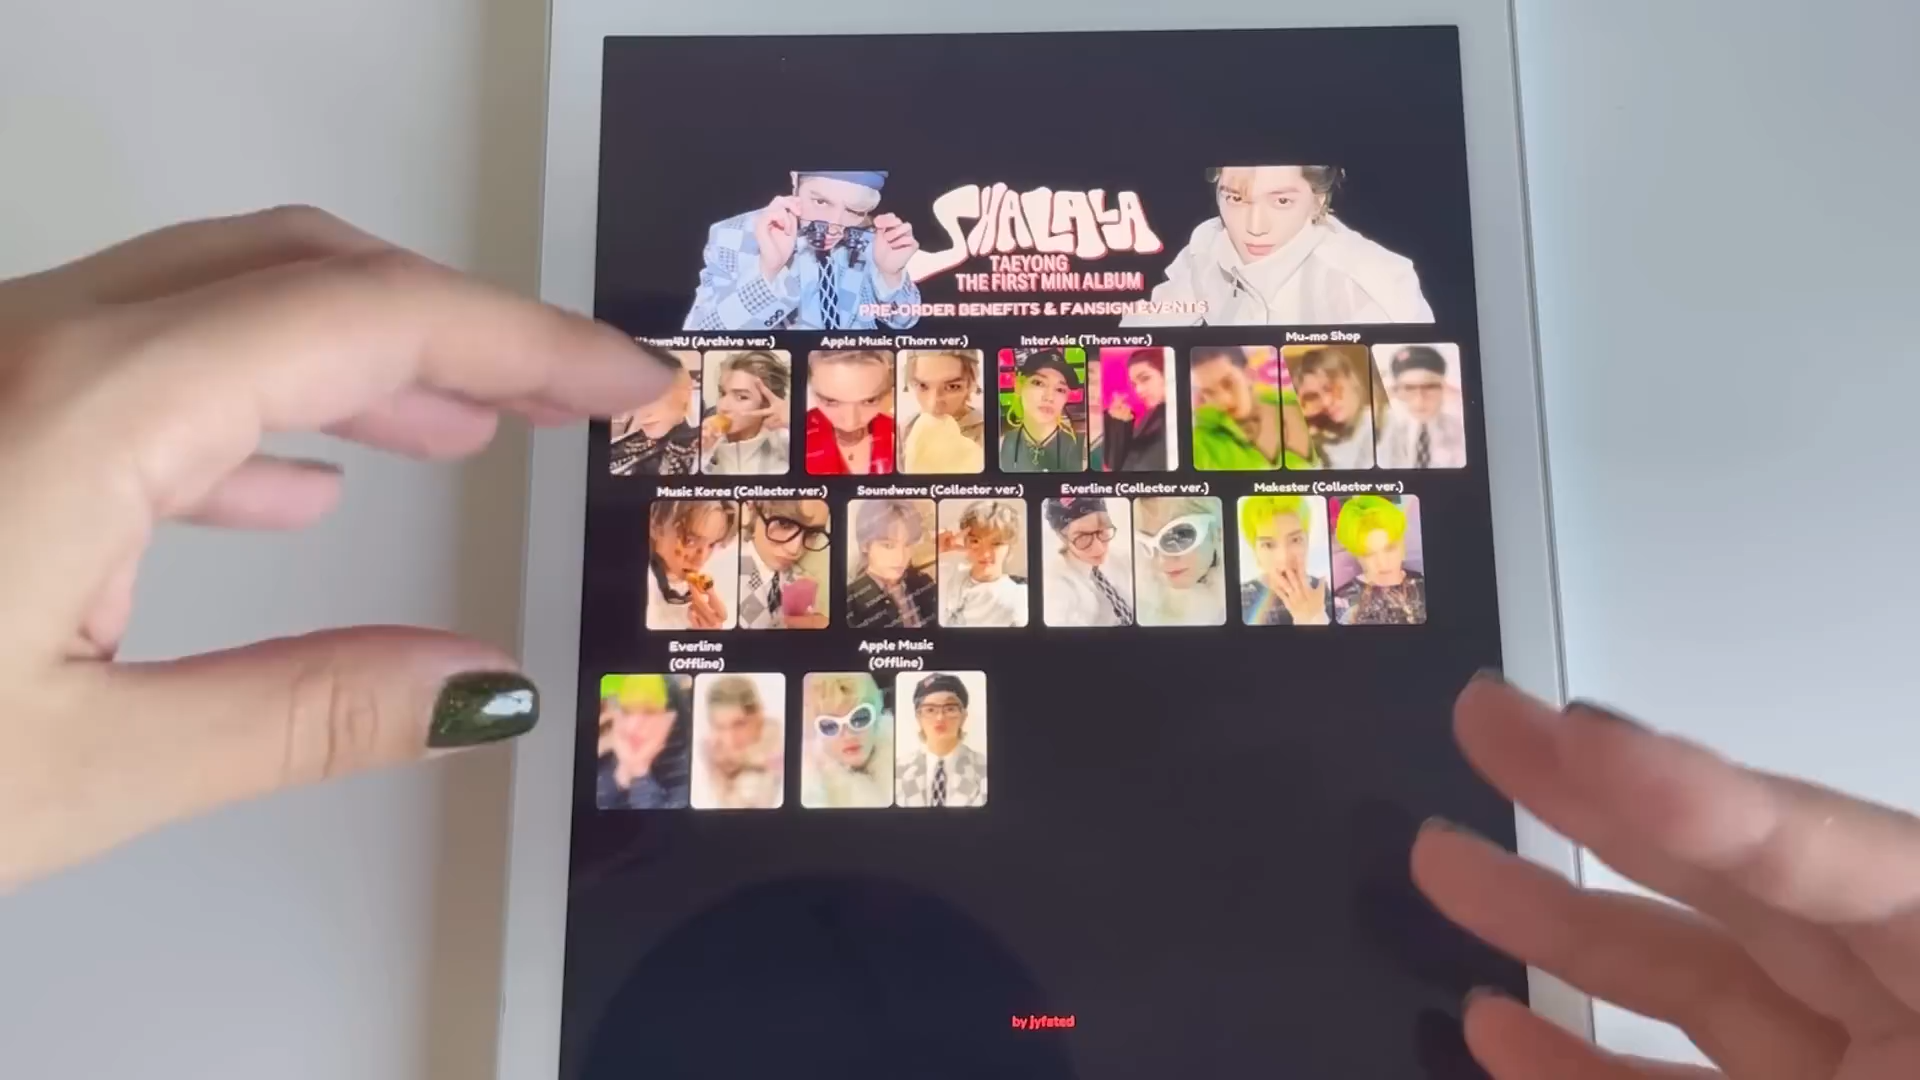 SHALALA
TAEYONG
THE FIRST MINI ALBUM
PRE-ORDER BENEFITS & FANSIGN EVENTS
(Archive ver.) Apple Music (Thorn ver.) InterAsia (Thorn ver.) Mu-mo Shop
Music Korea (Collector ver.) Soundwave (Collector ver.) Everline (Collector ver.) Makestar (Collector ver.)
Everline Apple Music
(Offline) (Offline)
by jyfated